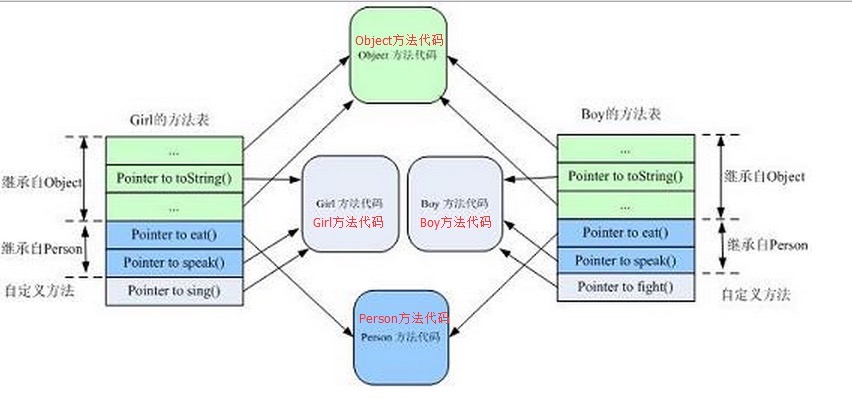 Object方法代码
Object 方法代码
Girl的方法表
Boy的方法表
...
Pointer to toString()
...
Pointer to eat()
Pointer to speak()
Pointer to sing()
继承自Object
继承自Person
自定义方法
Girl 方法代码
Girl方法代码
Boy 方法代码
Boy方法代码
...
Pointer to toString()
...
Pointer to eat()
Pointer to speak()
Pointer to fight()
继承自Object
继承自Person
自定义方法
Person方法代码
Person 方法代码